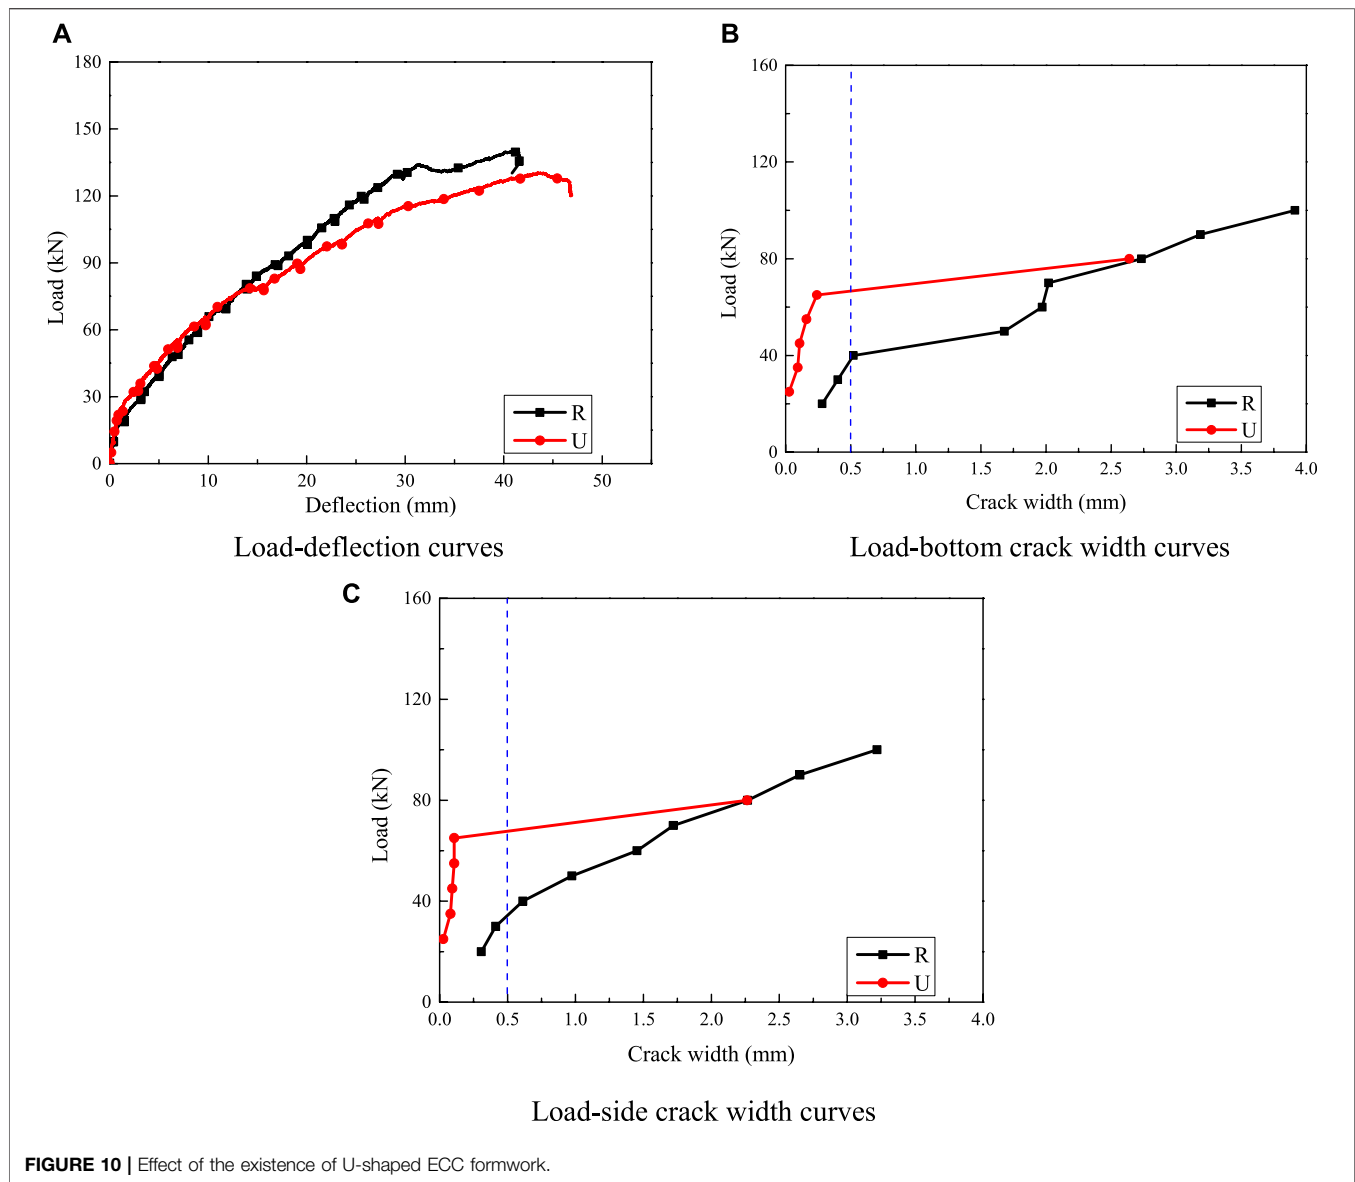 A
180
150
120
90
60
30
0
Load (kN)
R
U
0 10 20 30 40 50
Deflection (mm)
Load-deflection curves
B
160
120
80
40
0
Load (kN)
R
U
0.0 0.5 1.0 1.5 2.0 2.5 3.0 3.5 4.0
Crack width (mm)
Load-bottom crack width curves
C
160
120
80
40
0
Load (kN)
R
U
0.0 0.5 1.0 1.5 2.0 2.5 3.0 3.5 4.0
Crack width (mm)
Load-side crack width curves
FIGURE 10 | Effect of the existence of U-shaped ECC formwork.